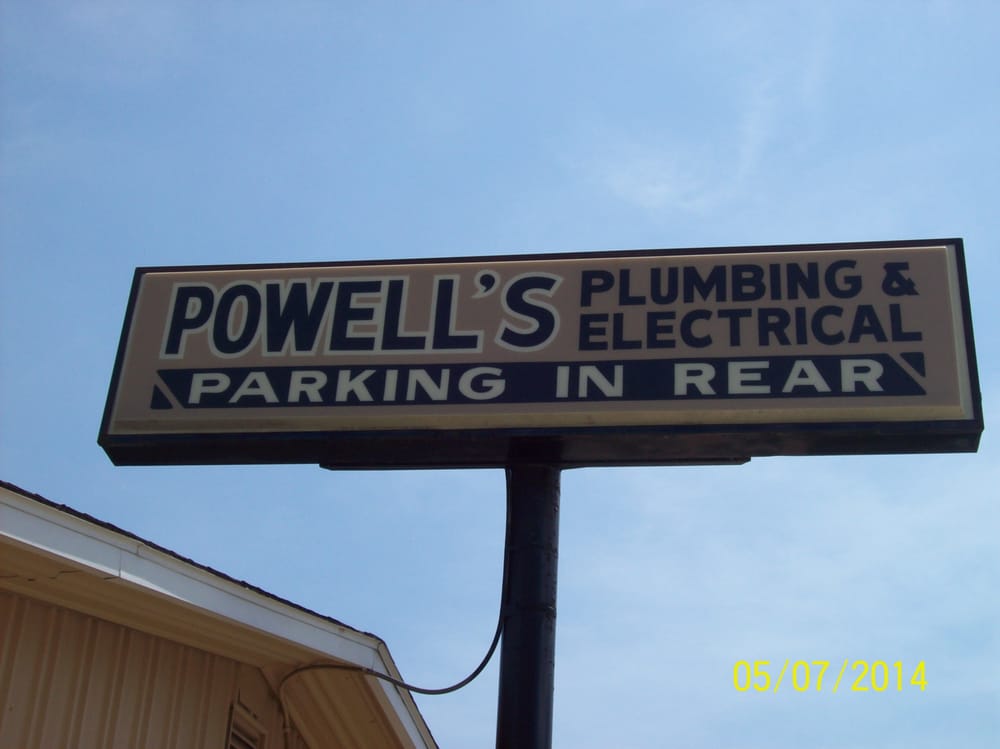 POWELL'S PLUMBING &
ELECTRICAL
PARKING IN REAR
05/07/2014